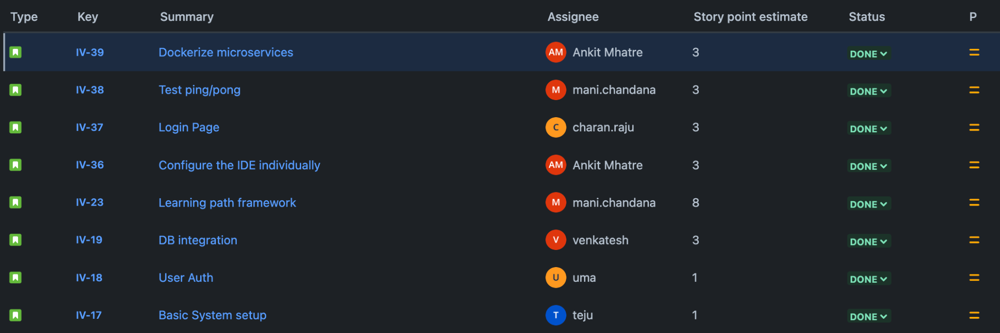 Type Key Summary Assignee Story point estimate Status P
IV-39 Dockerize microservices AM Ankit Mhatre 3 DONE
IV-38 Test ping/pong M mani.chandana 3 DONE
IV-37 Login Page C charan.raju 3 DONE
IV-36 Configure the IDE individually AM Ankit Mhatre 3 DONE
IV-23 Learning path framework M mani.chandana 8 DONE
IV-19 DB integration V venkatesh 3 DONE
IV-18 User Auth U uma 1 DONE
IV-17 Basic System setup T teju 1 DONE